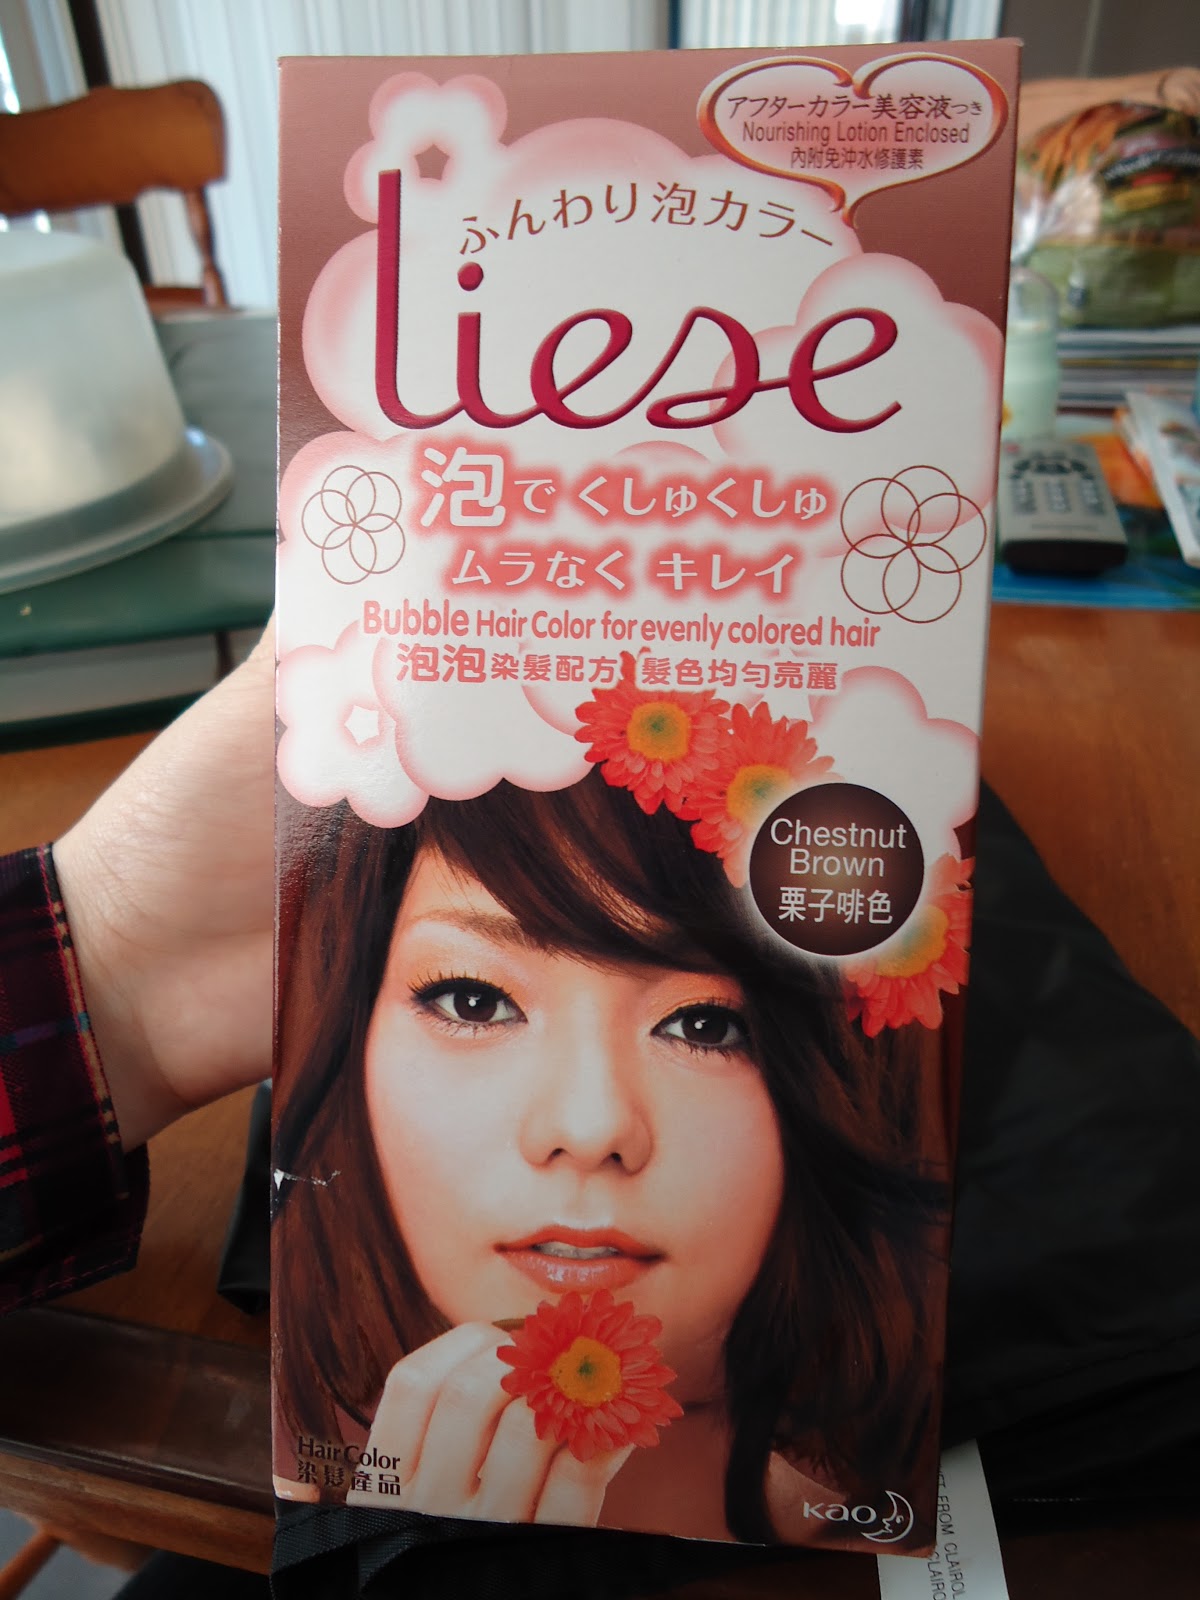 アフターカラー美容液つき
Nourishing Lotion Enclosed
內附免沖水修護素
ふんわり泡カラー
liese
泡で くしゅくしゅ
ムラなく キレイ
Bubble Hair Color for evenly colored hair
泡泡染髮配方 髮色均勻亮麗
Chestnut
Brown
栗子啡色
Hair Color
染髮產品
Kao
FROM CLAIROL